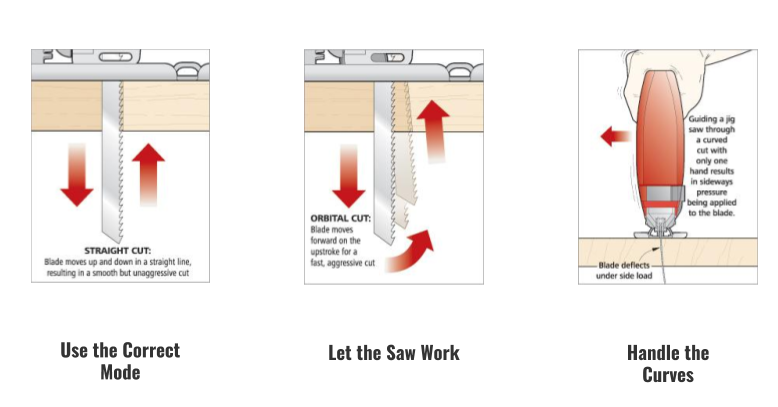 STRAIGHT CUT:
Blade moves up and down in a straight line,
resulting in a smooth but unaggressive cut
Use the Correct
Mode
ORBITAL CUT:
Blade moves
forward on the
upstroke for a
fast, aggressive cut
Let the Saw Work
Guiding a jig
saw through
a curved
cut with
only one
hand results
in sideways
pressure
being applied
to the blade.
Blade deflects
under side load
Handle the
Curves